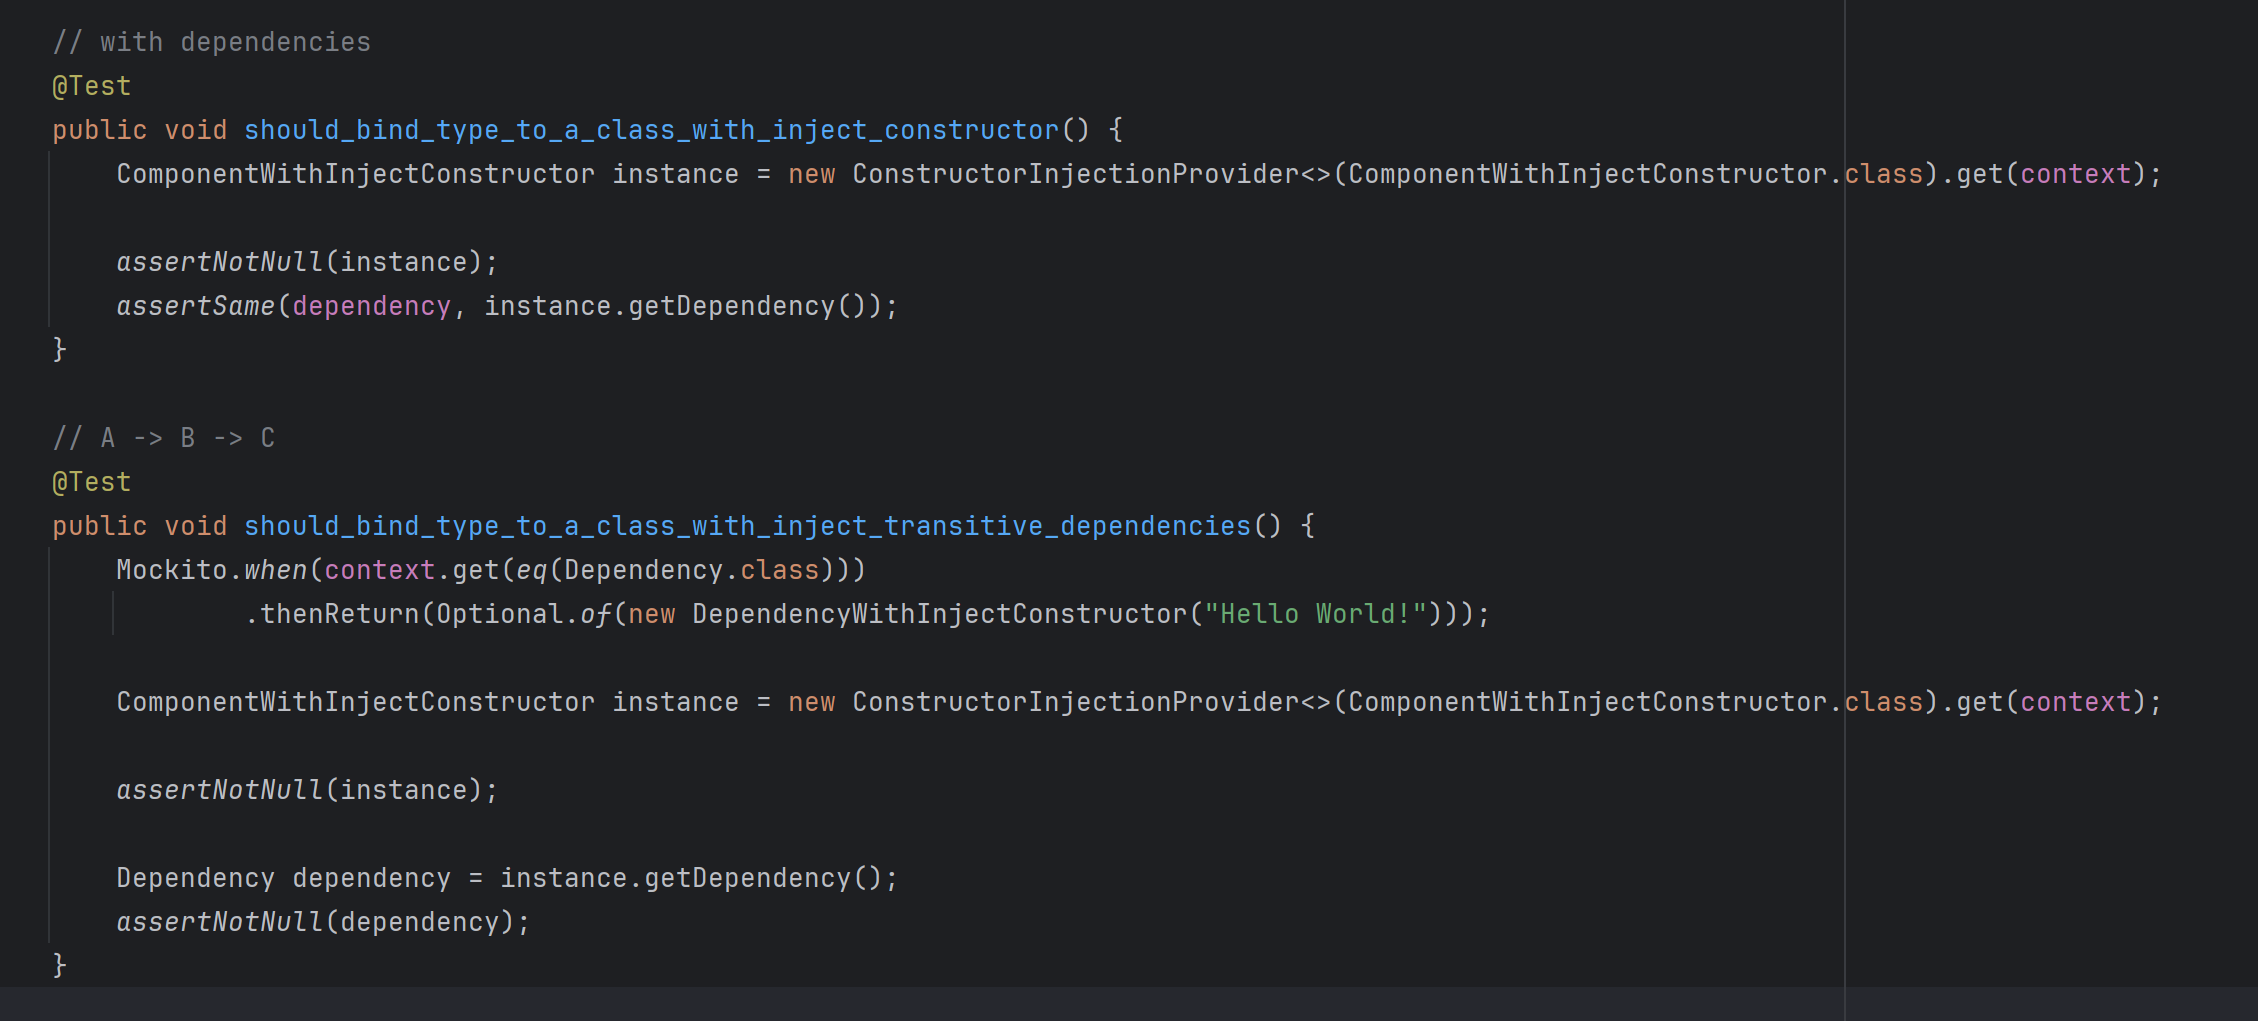 // with dependencies
@Test
public void should_bind_type_to_a_class_with_inject_constructor() {
    ComponentWithInjectConstructor instance = new ConstructorInjectionProvider<>(ComponentWithInjectConstructor.class).get(context);

    assertNotNull(instance);
    assertSame(dependency, instance.getDependency());
}

// A -> B -> C
@Test
public void should_bind_type_to_a_class_with_inject_transitive_dependencies() {
    Mockito.when(context.get(eq(Dependency.class)))
            .thenReturn(Optional.of(new DependencyWithInjectConstructor("Hello World!")));

    ComponentWithInjectConstructor instance = new ConstructorInjectionProvider<>(ComponentWithInjectConstructor.class).get(context);

    assertNotNull(instance);

    Dependency dependency = instance.getDependency();
    assertNotNull(dependency);
}